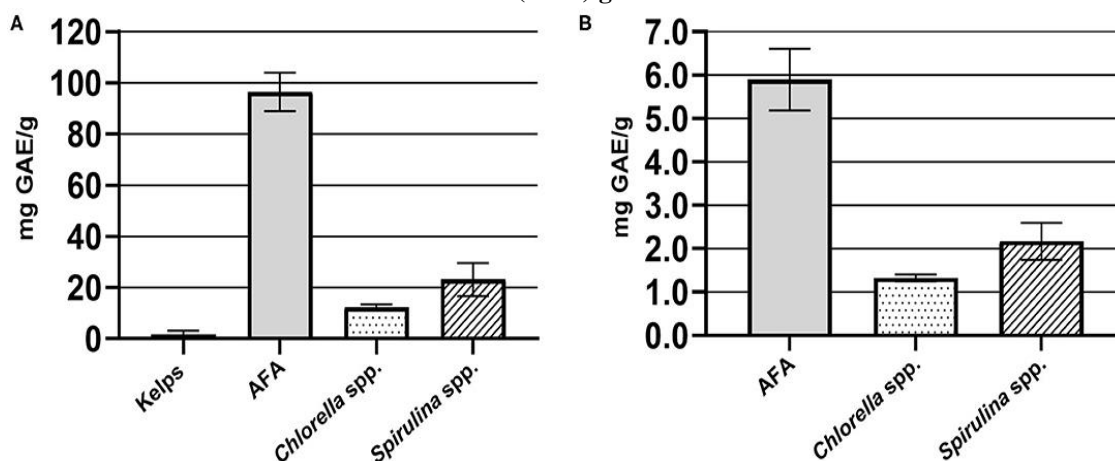 A
120
100
80
60
40
20
0
mg GAE/g
Kelps
AFA
Chlorella spp.
Spirulina spp.
B
7.0
6.0
5.0
4.0
3.0
2.0
1.0
0.0
mg GAE/g
AFA
Chlorella spp.
Spirulina spp.